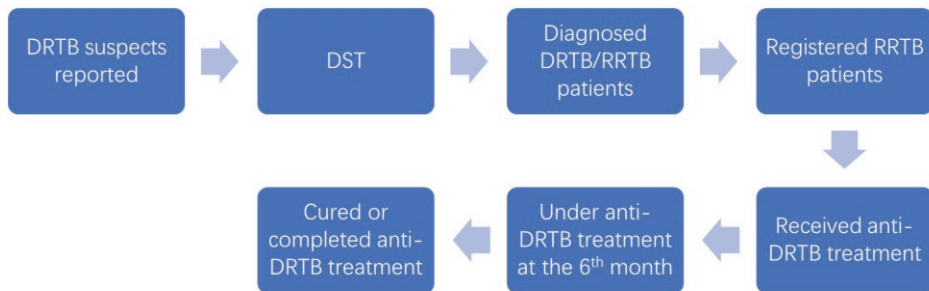 DRTB suspects
reported
DST
Diagnosed
DRTB/RRTB
patients
Registered RRTB
patients
Received anti-
DRTB treatment
Under anti-
DRTB treatment
at the 6th month
Cured or
completed anti-
DRTB treatment